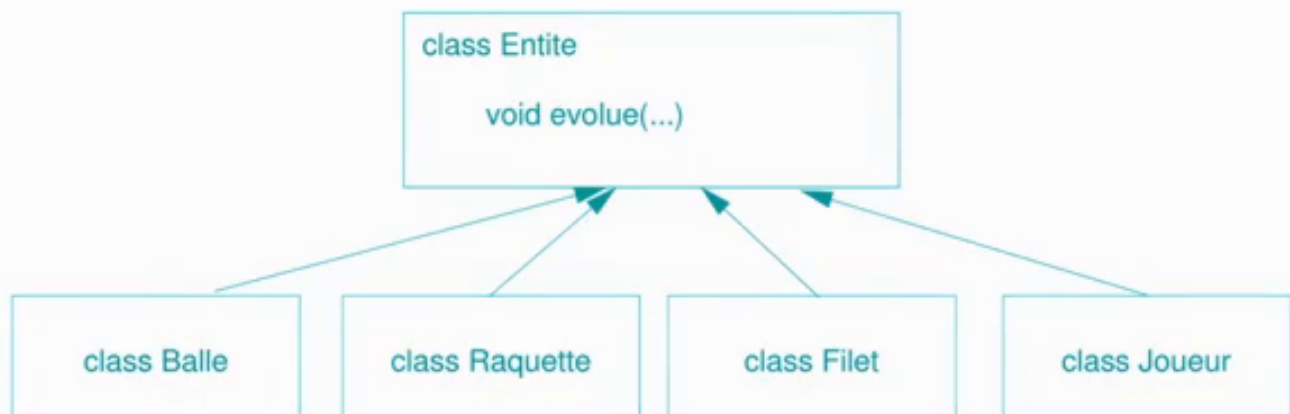 class Entite
void evolue(...)
class Balle
class Raquette
class Filet
class Joueur